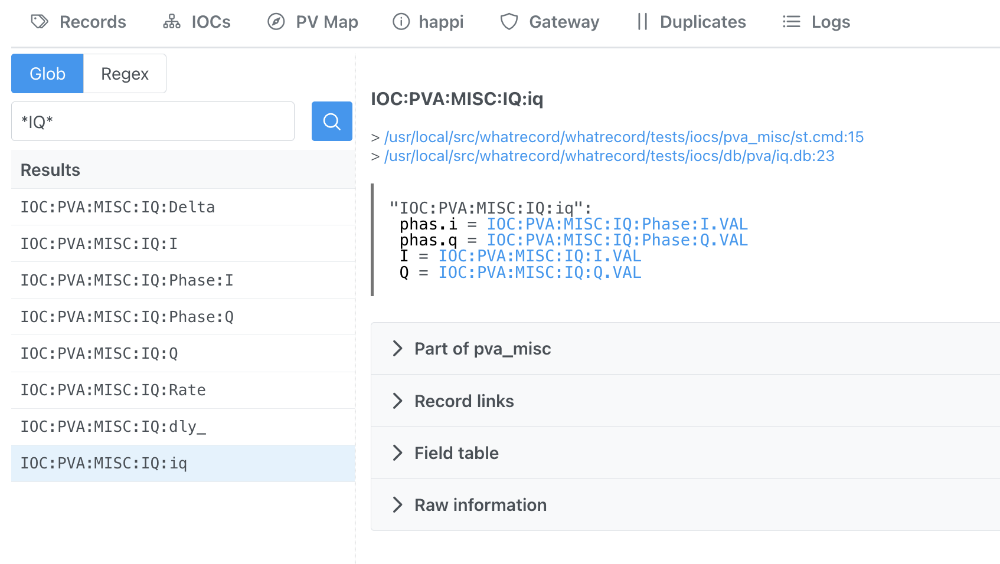 Records IOCs PV Map happi Gateway Duplicates Logs
Glob Regex
*IQ*
Results
IOC:PVA:MISC:IQ:Delta
IOC:PVA:MISC:IQ:I
IOC:PVA:MISC:IQ:Phase:I
IOC:PVA:MISC:IQ:Phase:Q
IOC:PVA:MISC:IQ:Q
IOC:PVA:MISC:IQ:Rate
IOC:PVA:MISC:IQ:dly_
IOC:PVA:MISC:IQ:iq
IOC:PVA:MISC:IQ:iq
> /usr/local/src/whatrecord/whatrecord/tests/iocs/pva_misc/st.cmd:15
> /usr/local/src/whatrecord/whatrecord/tests/iocs/db/pva/iq.db:23
"IOC:PVA:MISC:IQ:iq":
phas.i = IOC:PVA:MISC:IQ:Phase:I.VAL
phas.q = IOC:PVA:MISC:IQ:Phase:Q.VAL
I = IOC:PVA:MISC:IQ:I.VAL
Q = IOC:PVA:MISC:IQ:Q.VAL
Part of pva_misc
Record links
Field table
Raw information